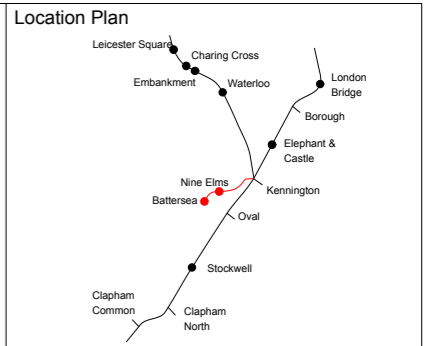 Location Plan
Leicester Square
Charing Cross
Embankment
Waterloo
London
Bridge
Borough
Elephant &
Castle
Nine Elms
Kennington
Battersea
Oval
Stockwell
Clapham
Common
Clapham
North